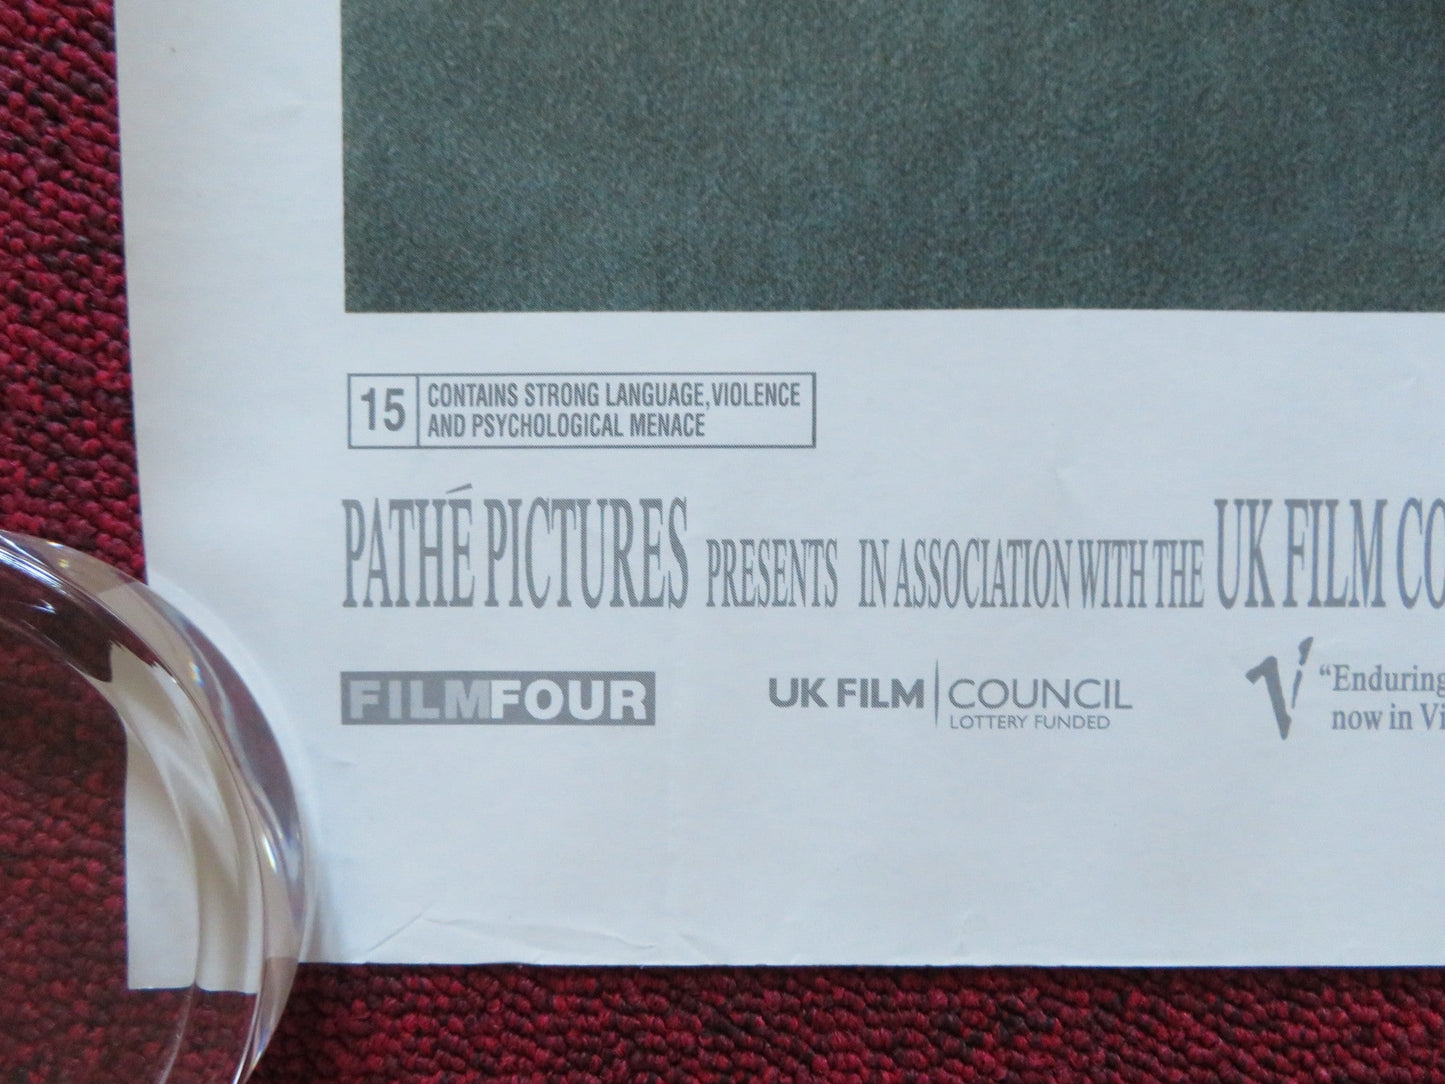 15 CONTAINS STRONG LANGUAGE, VIOLENCE
AND PSYCHOLOGICAL MENACE
PATHÉ PICTURES PRESENTS IN ASSOCIATION WITH THE UK FILM CO
FILMFOUR
UK FILM COUNCIL
LOTTERY FUNDED
V
“Enduring
now in Vi